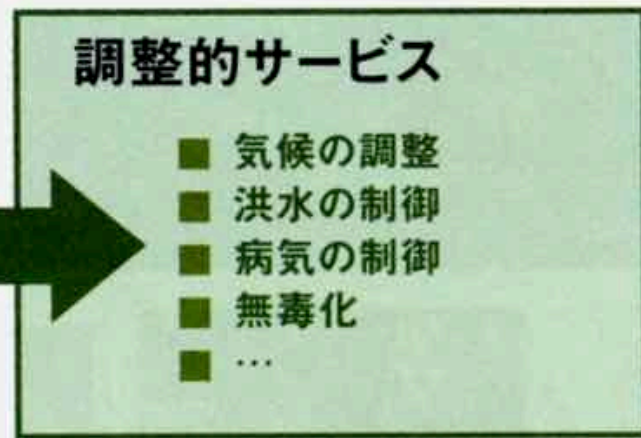 調整的サービス
■ 気候の調整
■ 洪水の制御
■ 病気の制御
■ 無毒化
■ …